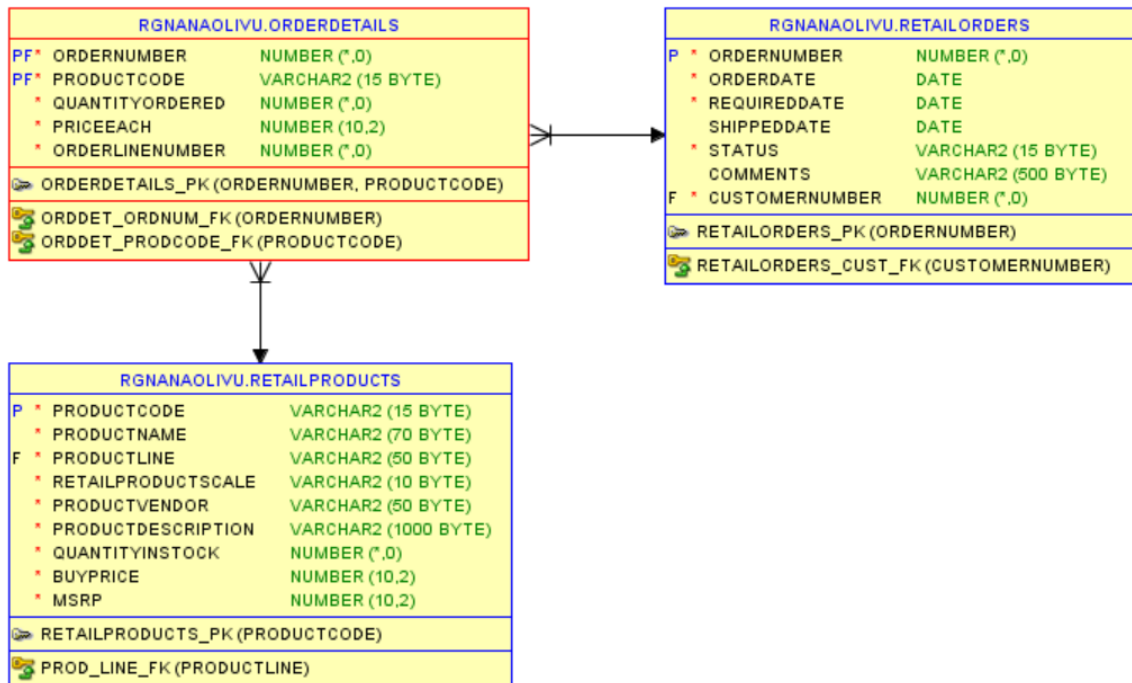 RGNANAOLIVU.ORDERDETAILS
PF* ORDERNUMBER NUMBER (*,0)
PF* PRODUCTCODE VARCHAR2 (15 BYTE)
* QUANTITYORDERED NUMBER (*,0)
* PRICEEACH NUMBER (10,2)
* ORDERLINENUMBER NUMBER (*,0)
ORDERDETAILS_PK (ORDERNUMBER, PRODUCTCODE)
ORDDET_ORDNUM_FK (ORDERNUMBER)
ORDDET_PRODCODE_FK (PRODUCTCODE)
RGNANAOLIVU.RETAILORDERS
P * ORDERNUMBER NUMBER (*,0)
* ORDERDATE DATE
* REQUIREDDATE DATE
SHIPPEDDATE DATE
* STATUS VARCHAR2 (15 BYTE)
COMMENTS VARCHAR2 (500 BYTE)
F * CUSTOMERNUMBER NUMBER (*,0)
RETAILORDERS_PK (ORDERNUMBER)
RETAILORDERS_CUST_FK (CUSTOMERNUMBER)
RGNANAOLIVU.RETAILPRODUCTS
P * PRODUCTCODE VARCHAR2 (15 BYTE)
* PRODUCTNAME VARCHAR2 (70 BYTE)
F * PRODUCTLINE VARCHAR2 (50 BYTE)
* RETAILPRODUCTSCALE VARCHAR2 (10 BYTE)
* PRODUCTVENDOR VARCHAR2 (50 BYTE)
* PRODUCTDESCRIPTION VARCHAR2 (1000 BYTE)
* QUANTITYINSTOCK NUMBER (*,0)
* BUYPRICE NUMBER (10,2)
* MSRP NUMBER (10,2)
RETAILPRODUCTS_PK (PRODUCTCODE)
PROD_LINE_FK (PRODUCTLINE)